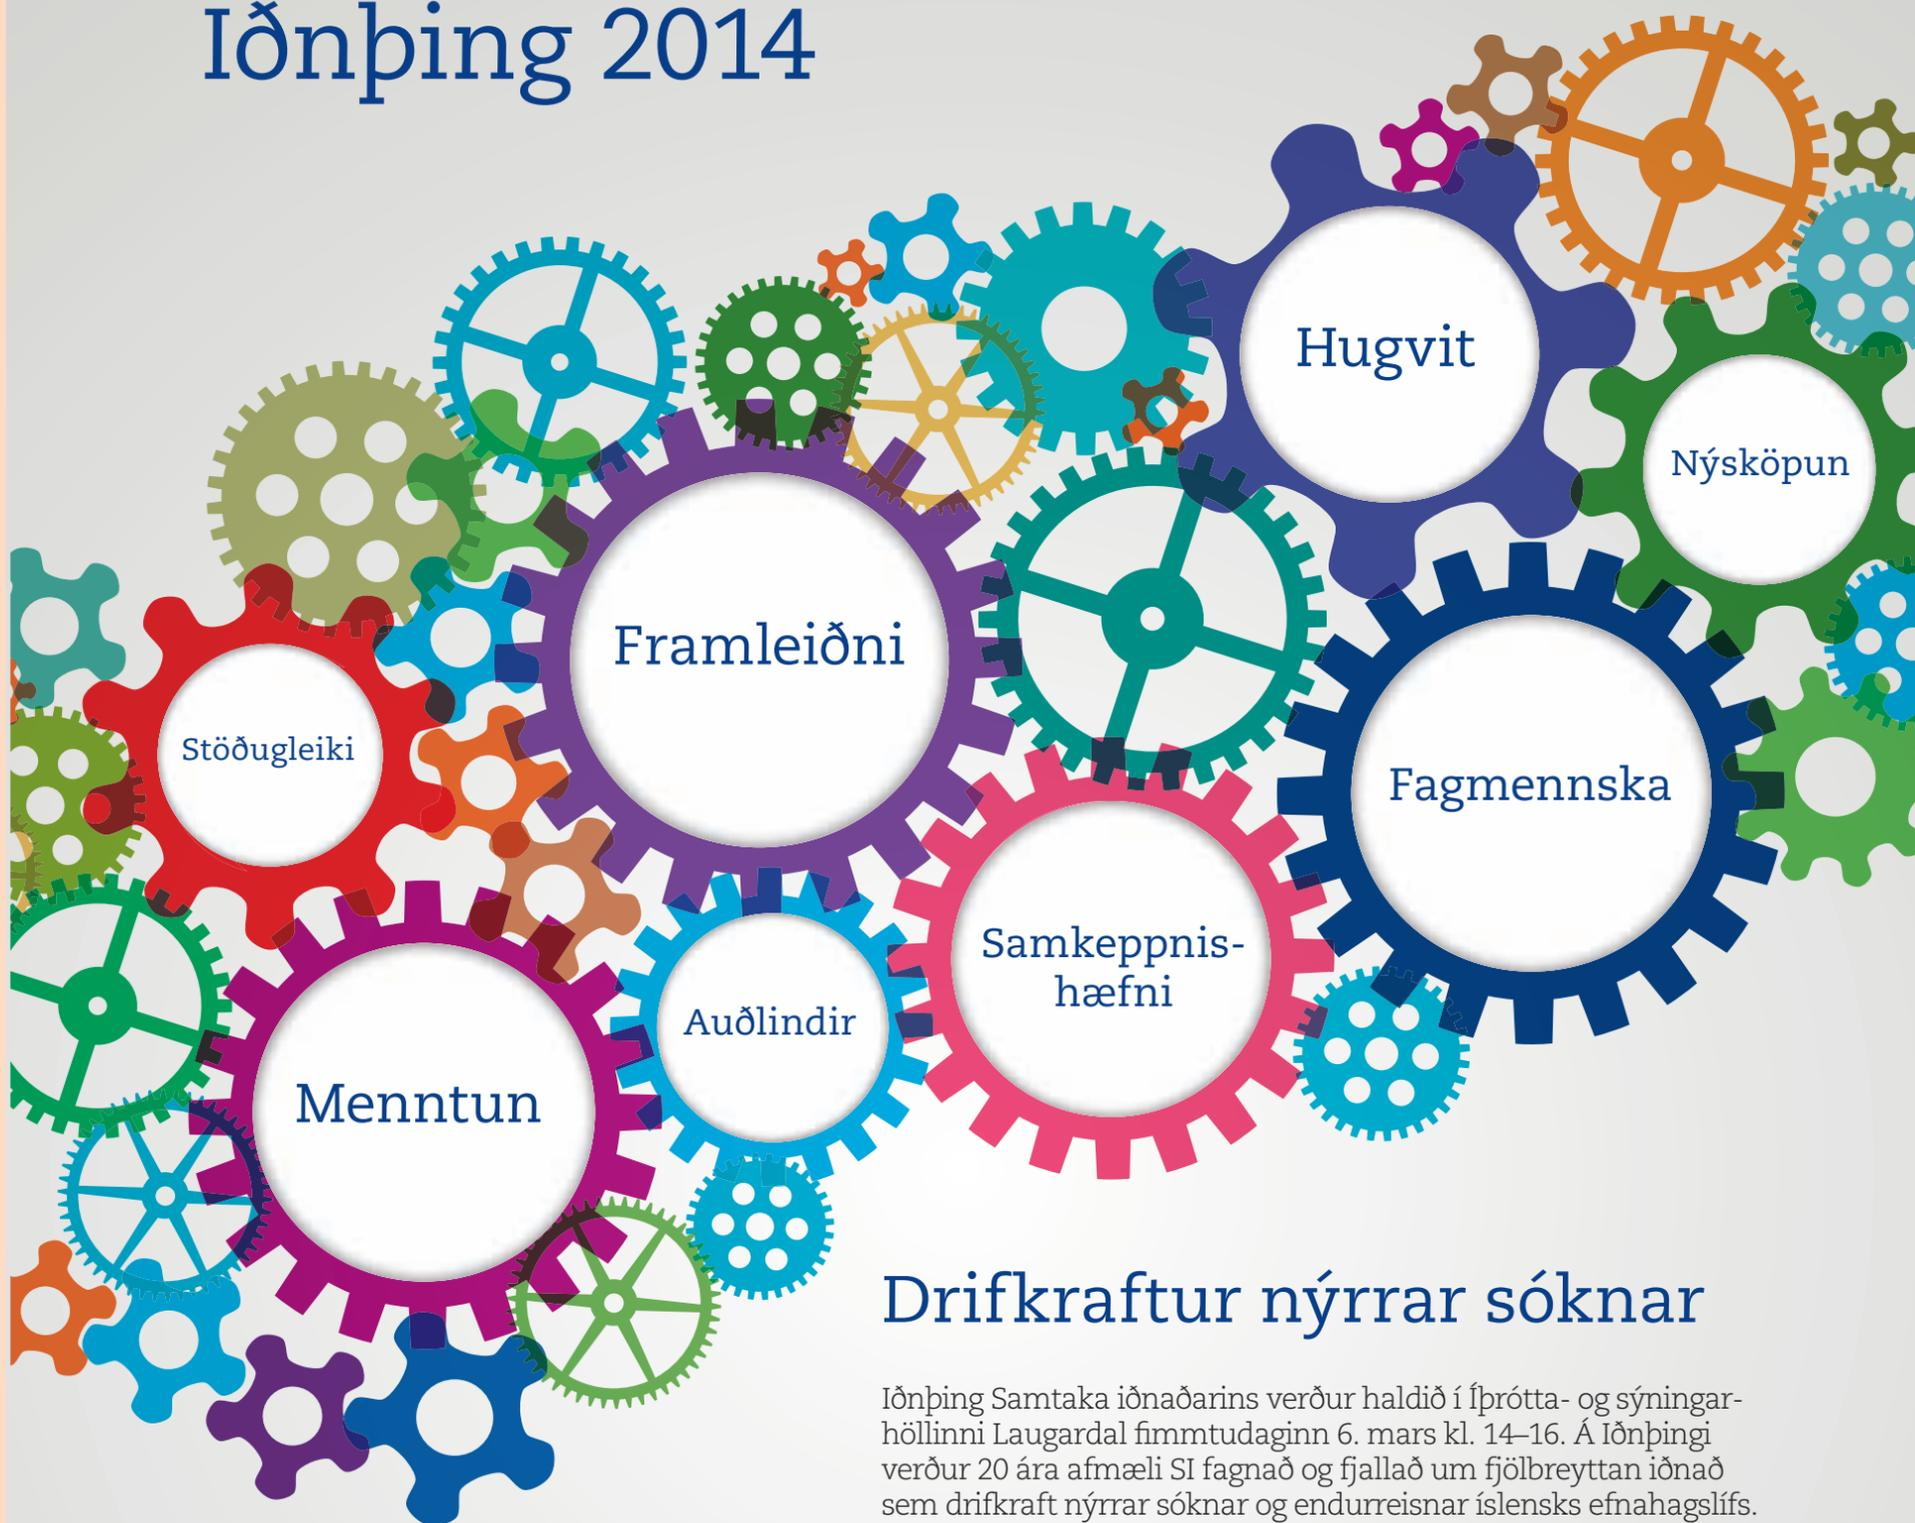 Iðnþing 2014
Hugvit
Nýsköpun
Framleiðni
Stöðugleiki
Fagmennska
Samkeppnis-
hæfni
Auðlindir
Menntun
Drifkraftur nýrrar sóknar
Iðnþing Samtaka iðnaðarins verður haldið í Íþrótta- og sýningar-
höllinni Laugardal fimmtudaginn 6. mars kl. 14–16. Á Iðnþingi
verður 20 ára afmæli SI fagnað og fjallað um fjölbreyttan iðnað
sem drifkraft nýrrar sóknar og endurreisnar íslensks efnahagslífs.